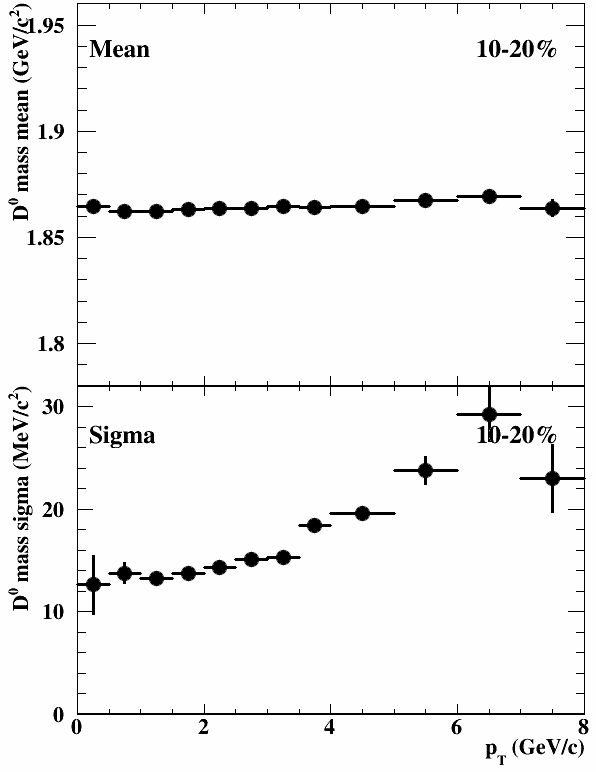 D⁰ mass mean (GeV/c²)
1.95
1.9
1.85
1.8
Mean
10-20%
D⁰ mass sigma (MeV/c²)
30
20
10
0
Sigma
10-20%
0 2 4 6 8
p_T (GeV/c)